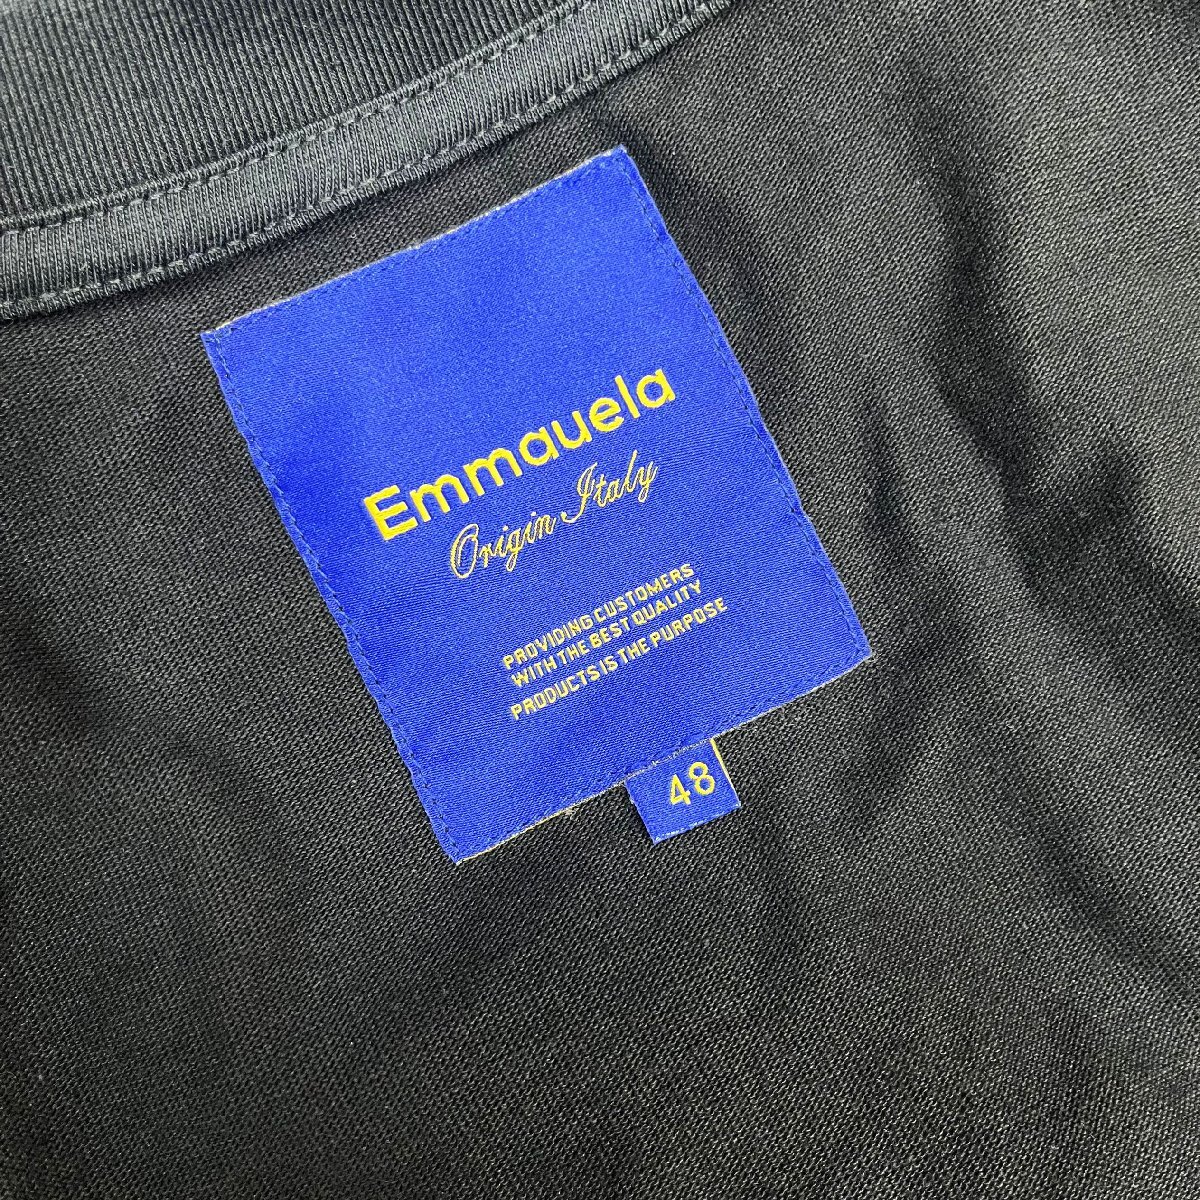 Emmauela
Origin Italy
PROVIDING CUSTOMERS
WITH THE BEST QUALITY
PRODUCTS IS THE PURPOSE
48